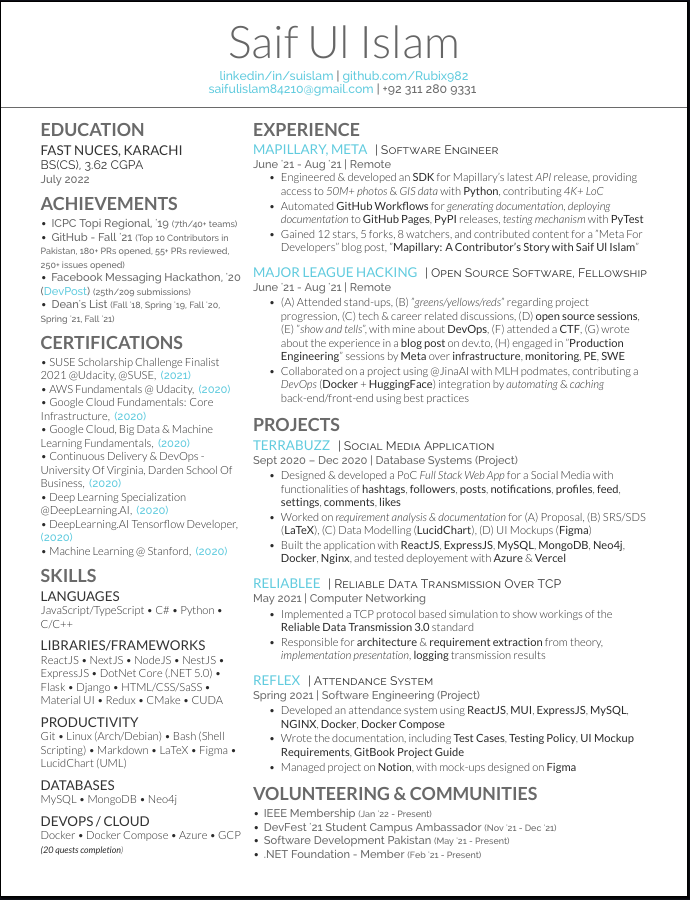 Saif Ul Islam
linkedin/in/suislam | github.com/Rubix982
saifulislam84210@gmail.com | +92 311 280 9331
EDUCATION
FAST NUCES, KARACHI
BS(CS), 3.62 CGPA
July 2022
ACHIEVEMENTS
• ICPC Topi Regional, '19 (7th/40+ teams)
• GitHub - Fall '21 (Top 10 Contributors in
Pakistan, 180+ PRs opened, 55+ PRs reviewed,
250+ issues opened)
• Facebook Messaging Hackathon, '20
(DevPost) (25th/209 submissions)
• Dean's List (Fall '18, Spring '19, Fall '20,
Spring '21, Fall '21)
CERTIFICATIONS
• SUSE Scholarship Challenge Finalist
2021 @Udacity, @SUSE, (2021)
• AWS Fundamentals @ Udacity, (2020)
• Google Cloud Fundamentals: Core
Infrastructure, (2020)
• Google Cloud, Big Data & Machine
Learning Fundamentals, (2020)
• Continuous Delivery & DevOps -
University Of Virginia, Darden School Of
Business, (2020)
• Deep Learning Specialization
@DeepLearning.AI, (2020)
• DeepLearning.AI Tensorflow Developer,
(2020)
• Machine Learning @ Stanford, (2020)
SKILLS
LANGUAGES
JavaScript/TypeScript • C# • Python •
C/C++
LIBRARIES/FRAMEWORKS
ReactJS • NextJS • NodeJS • NestJS •
ExpressJS • DotNet Core (.NET 5.0) •
Flask • Django • HTML/CSS/SaSS •
Material UI • Redux • CMake • CUDA
PRODUCTIVITY
Git • Linux (Arch/Debian) • Bash (Shell
Scripting) • Markdown • LaTeX • Figma •
LucidChart (UML)
DATABASES
MySQL • MongoDB • Neo4j
DEVOPS / CLOUD
Docker • Docker Compose • Azure • GCP
(20 quests completion)
EXPERIENCE
MAPILLARY, META | SOFTWARE ENGINEER
June '21 - Aug '21 | Remote
• Engineered & developed an SDK for Mapillary's latest API release, providing
access to 50M+ photos & GIS data with Python, contributing 4K+ LoC
• Automated GitHub Workflows for generating documentation, deploying
documentation to GitHub Pages, PyPI releases, testing mechanism with PyTest
• Gained 12 stars, 5 forks, 8 watchers, and contributed content for a "Meta For
Developers" blog post, "Mapillary: A Contributor's Story with Saif Ul Islam"
MAJOR LEAGUE HACKING | OPEN SOURCE SOFTWARE, FELLOWSHIP
June '21 - Aug '21 | Remote
• (A) Attended stand-ups, (B) "greens/yellows/reds" regarding project
progression, (C) tech & career related discussions, (D) open source sessions,
(E) "show and tells", with mine about DevOps, (F) attended a CTF, (G) wrote
about the experience in a blog post on dev.to, (H) engaged in "Production
Engineering" sessions by Meta over infrastructure, monitoring, PE, SWE
• Collaborated on a project using @JinaAI with MLH podmates, contributing a
DevOps (Docker + HuggingFace) integration by automating & caching
back-end/front-end using best practices
PROJECTS
TERRABUZZ | SOCIAL MEDIA APPLICATION
Sept 2020 – Dec 2020 | Database Systems (Project)
• Designed & developed a PoC Full Stack Web App for a Social Media with
functionalities of hashtags, followers, posts, notifications, profiles, feed,
settings, comments, likes
• Worked on requirement analysis & documentation for (A) Proposal, (B) SRS/SDS
(LaTeX), (C) Data Modelling (LucidChart), (D) UI Mockups (Figma)
• Built the application with ReactJS, ExpressJS, MySQL, MongoDB, Neo4j,
Docker, Nginx, and tested deployement with Azure & Vercel
RELIABLEE | RELIABLE DATA TRANSMISSION OVER TCP
May 2021 | Computer Networking
• Implemented a TCP protocol based simulation to show workings of the
Reliable Data Transmission 3.0 standard
• Responsible for architecture & requirement extraction from theory,
implementation presentation, logging transmission results
REFLEX | ATTENDANCE SYSTEM
Spring 2021 | Software Engineering (Project)
• Developed an attendance system using ReactJS, MUI, ExpressJS, MySQL,
NGINX, Docker, Docker Compose
• Wrote the documentation, including Test Cases, Testing Policy, UI Mockup
Requirements, GitBook Project Guide
• Managed project on Notion, with mock-ups designed on Figma
VOLUNTEERING & COMMUNITIES
• IEEE Membership (Jan '22 - Present)
• DevFest '21 Student Campus Ambassador (Nov '21 - Dec '21)
• Software Development Pakistan (May '21 - Present)
• .NET Foundation - Member (Feb '21 - Present)